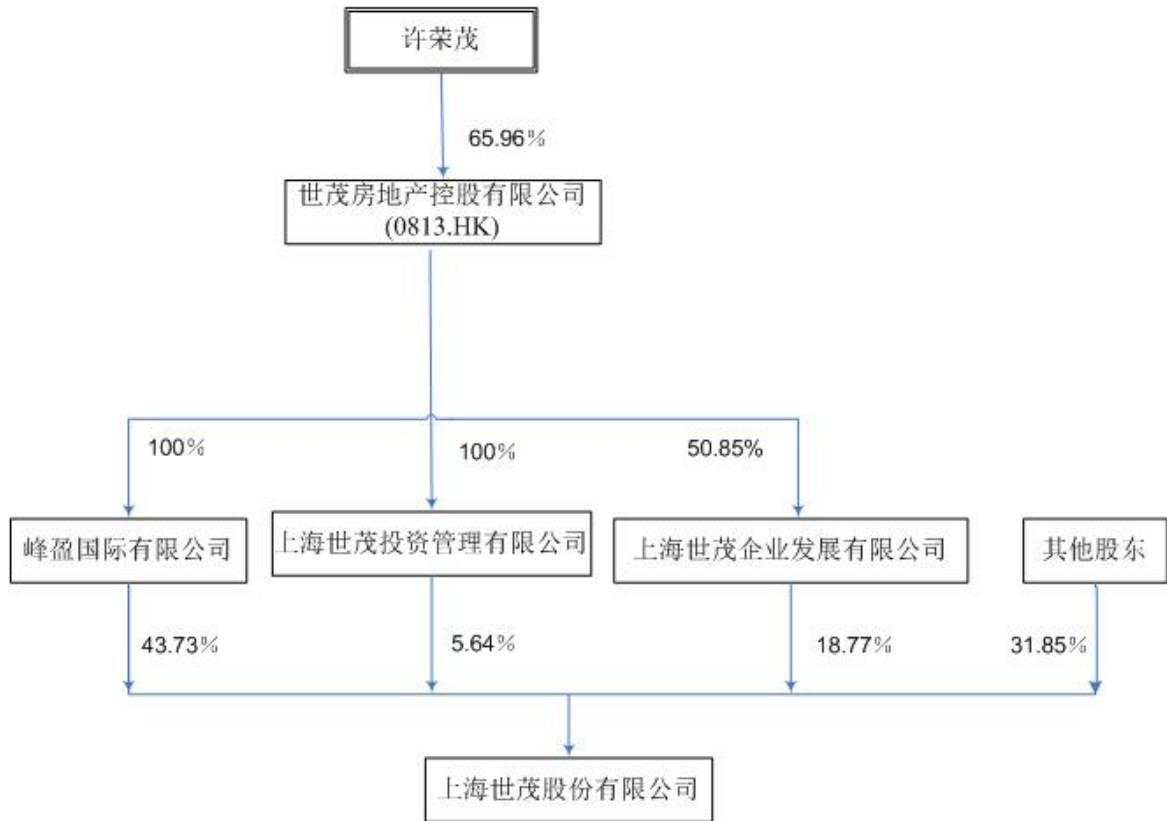 许荣茂
65.96%
世茂房地产控股有限公司
(0813.HK)
100%
100%
50.85%
峰盈国际有限公司
上海世茂投资管理有限公司
上海世茂企业发展有限公司
其他股东
43.73%
5.64%
18.77%
31.85%
上海世茂股份有限公司